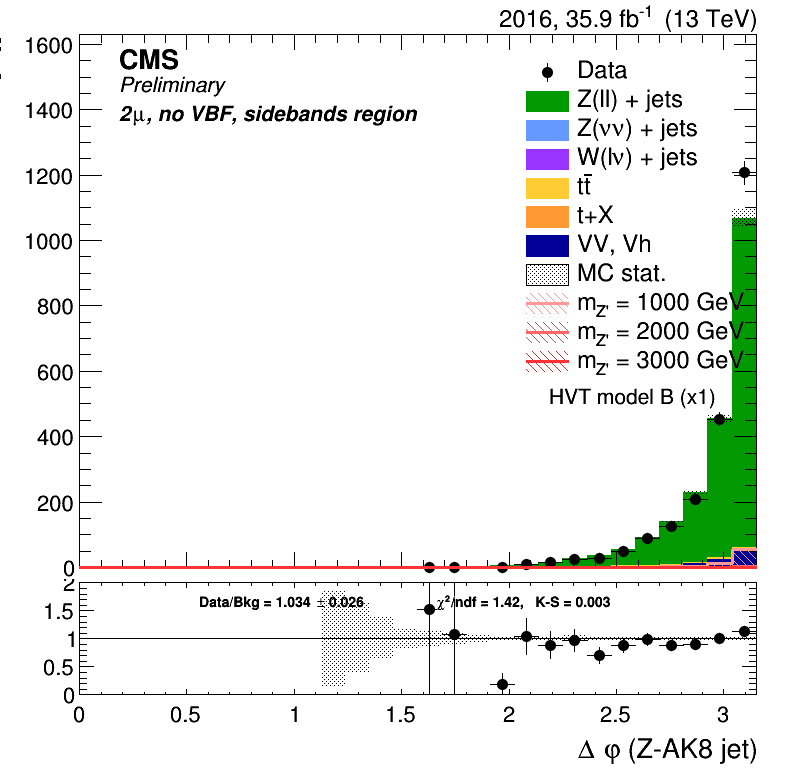 2016, 35.9 fb⁻¹ (13 TeV)
CMS
Preliminary
2μ, no VBF, sidebands region
Data
Z(ll) + jets
Z(νν) + jets
W(lν) + jets
tt̄
t+X
VV, Vh
MC stat.
m_Z' = 1000 GeV
m_Z' = 2000 GeV
m_Z' = 3000 GeV
HVT model B (x1)
1600
1400
1200
1000
800
600
400
200
0
Data/Bkg = 1.034 ± 0.026 χ²/ndf = 1.42, K-S = 0.003
2
1.5
1
0.5
0
0 0.5 1 1.5 2 2.5 3
Δ φ (Z-AK8 jet)